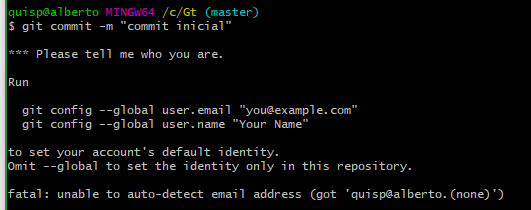 quisp@alberto MINGW64 /c/Gt (master)
$ git commit -m "commit inicial"

*** Please tell me who you are.

Run

  git config --global user.email "you@example.com"
  git config --global user.name "Your Name"

to set your account's default identity.
Omit --global to set the identity only in this repository.

fatal: unable to auto-detect email address (got 'quisp@alberto.(none)')